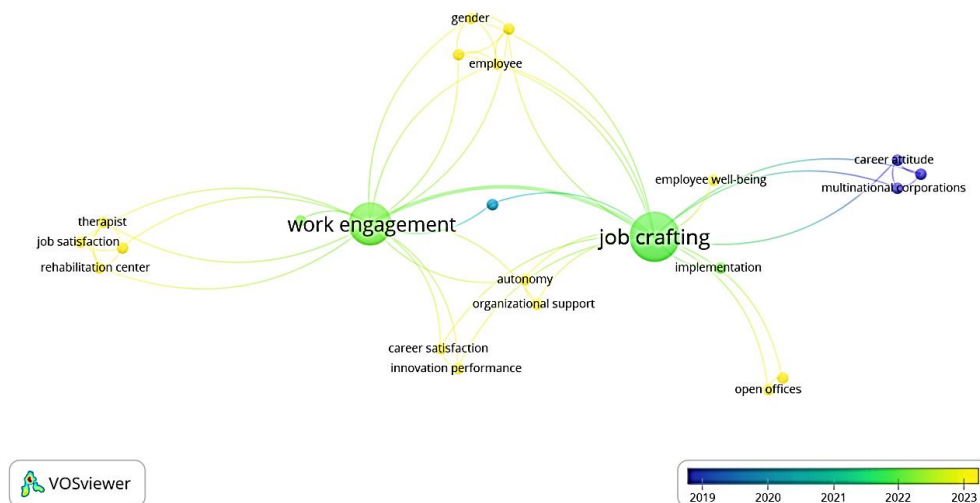 gender
employee
career attitude
employee well-being
multinational corporations
therapist
work engagement
job crafting
job satisfaction
rehabilitation center
implementation
autonomy
organizational support
career satisfaction
innovation performance
open offices
VOSviewer
2019 2020 2021 2022 2023